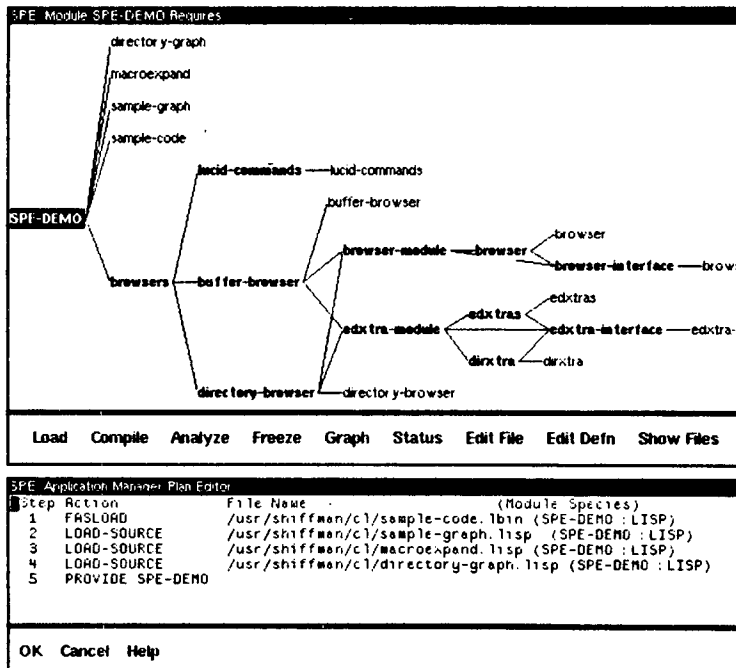 SPE Module SPE-DEMO Requires
directory-graph
macroexpand
sample-graph
sample-code
lucid-commands lucid-commands
buffer-browser
SPE-DEMO
browser
browser-module browser
browser-interface brows
browsers buffer-browser
edxtras
edxtras
edxtra-module edxtra-interface edxtra-
dirxtra dirxtra
directory-browser directory-browser
Load Compile Analyze Freeze Graph Status Edit File Edit Defn Show Files
SPE Application Manager Plan Editor
Step Action File Name (Module Species)
1 FASLOAD /usr/shiffman/cl/sample-code.lbin (SPE-DEMO :LISP)
2 LOAD-SOURCE /usr/shiffman/cl/sample-graph.lisp (SPE-DEMO :LISP)
3 LOAD-SOURCE /usr/shiffman/cl/macroexpand.lisp (SPE-DEMO :LISP)
4 LOAD-SOURCE /usr/shiffman/cl/directory-graph.lisp (SPE-DEMO :LISP)
5 PROVIDE SPE-DEMO
OK Cancel Help